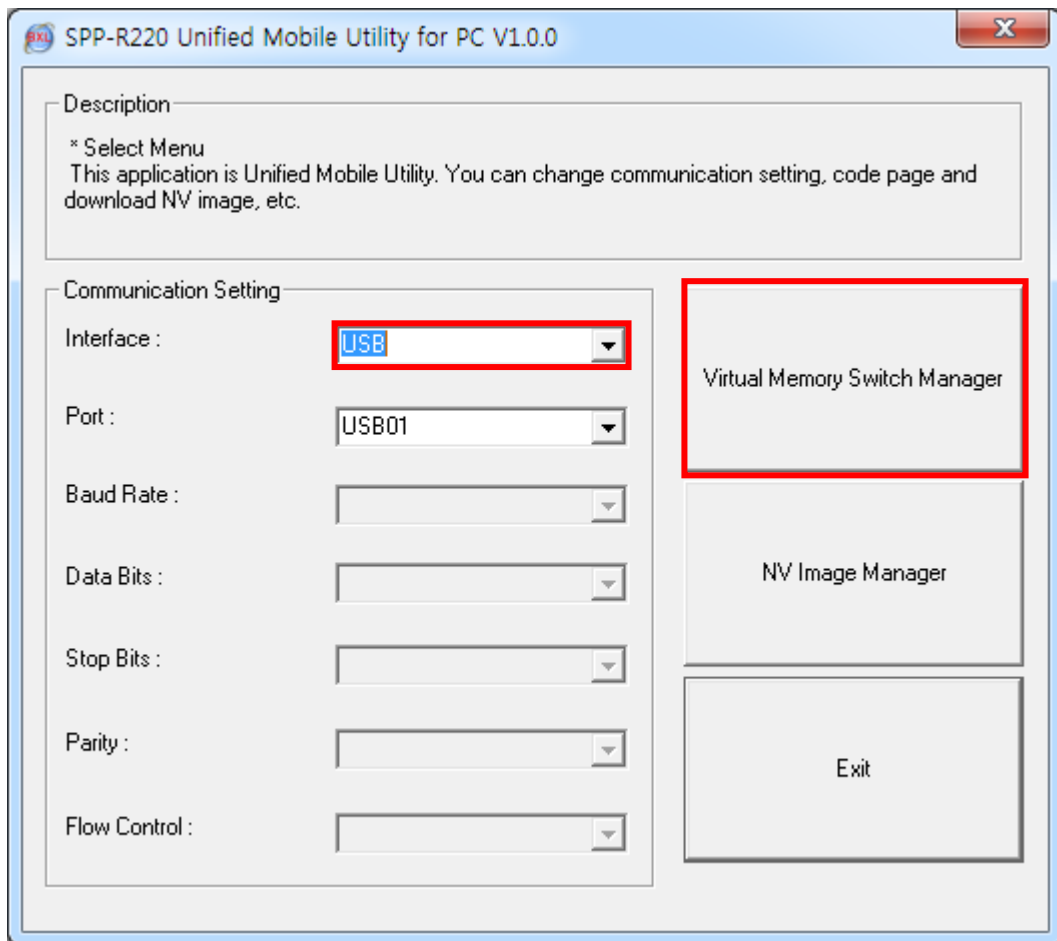 BXL SPP-R220 Unified Mobile Utility for PC V1.0.0
Description
* Select Menu
This application is Unified Mobile Utility. You can change communication setting, code page and
download NV image, etc.
Communication Setting
Interface : USB
Port : USB01
Baud Rate :
Data Bits :
Stop Bits :
Parity :
Flow Control :
Virtual Memory Switch Manager
NV Image Manager
Exit